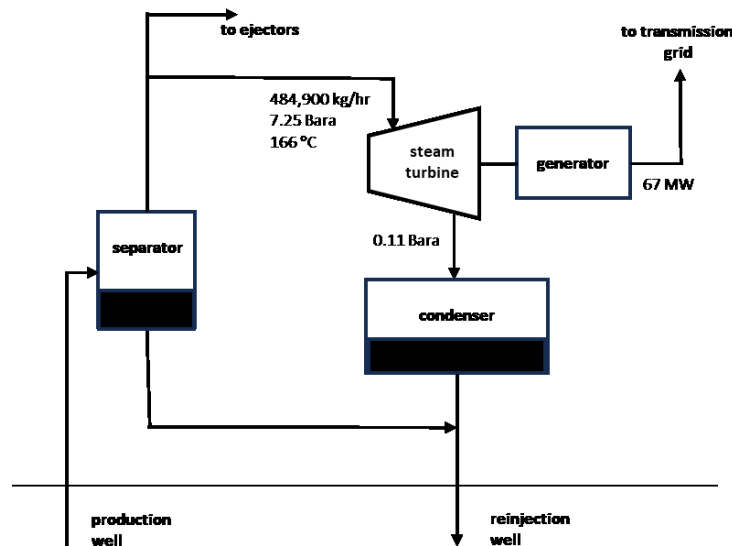 to ejectors
to transmission
grid
484,900 kg/hr
7.25 Bara
166 °C
steam
turbine
generator
67 MW
separator
0.11 Bara
condenser
production
well
reinjection
well